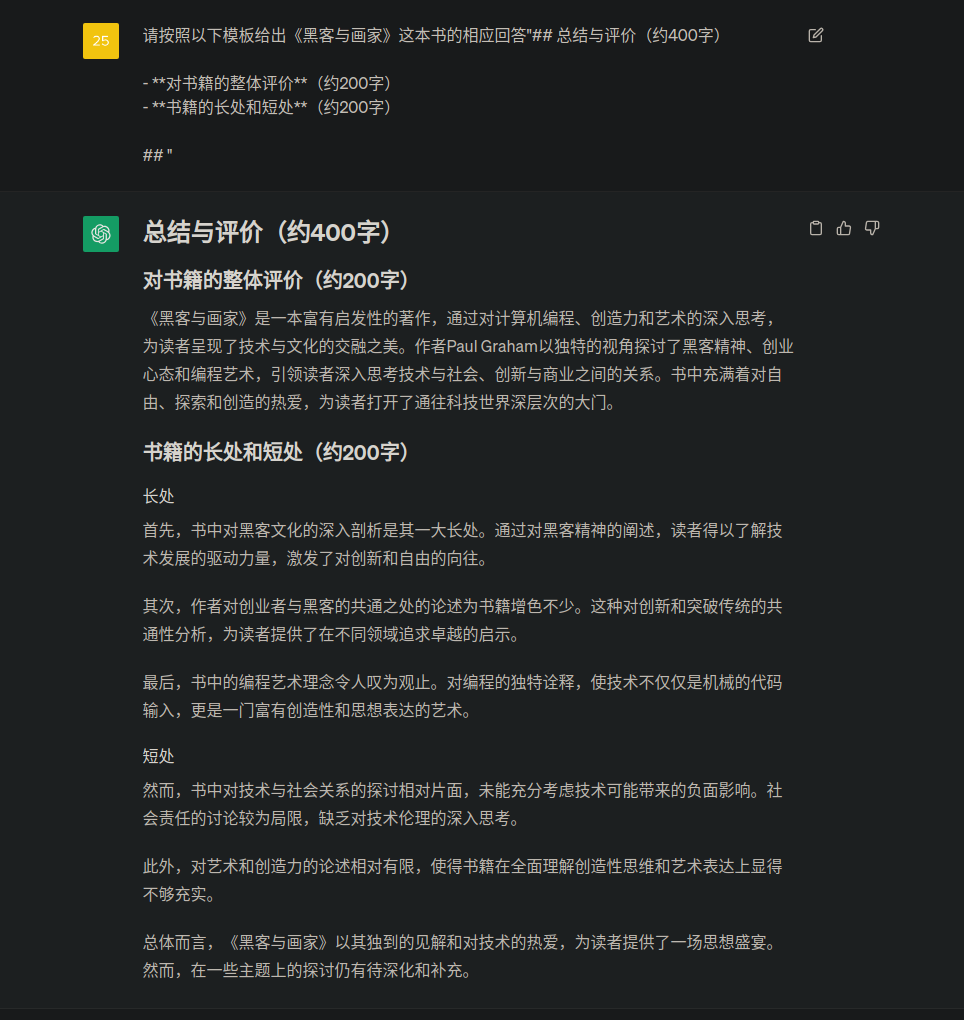 25
请按照以下模板给出《黑客与画家》这本书的相应回答"## 总结与评价（约400字）
- **对书籍的整体评价**（约200字）
- **书籍的长处和短处**（约200字）
## "
总结与评价（约400字）
对书籍的整体评价（约200字）
《黑客与画家》是一本富有启发性的著作，通过对计算机编程、创造力和艺术的深入思考，
为读者呈现了技术与文化的交融之美。作者Paul Graham以独特的视角探讨了黑客精神、创业
心态和编程艺术，引领读者深入思考技术与社会、创新与商业之间的关系。书中充满着对自
由、探索和创造的热爱，为读者打开了通往科技世界深层次的大门。
书籍的长处和短处（约200字）
长处
首先，书中对黑客文化的深入剖析是其一大长处。通过对黑客精神的阐述，读者得以了解技
术发展的驱动力量，激发了对创新和自由的向往。
其次，作者对创业者与黑客的共通之处的论述为书籍增色不少。这种对创新和突破传统的共
通性分析，为读者提供了在不同领域追求卓越的启示。
最后，书中的编程艺术理念令人叹为观止。对编程的独特诠释，使技术不仅仅是机械的代码
输入，更是一门富有创造性和思想表达的艺术。
短处
然而，书中对技术与社会关系的探讨相对片面，未能充分考虑技术可能带来的负面影响。社
会责任的讨论较为局限，缺乏对技术伦理的深入思考。
此外，对艺术和创造力的论述相对有限，使得书籍在全面理解创造性思维和艺术表达上显得
不够充实。
总体而言，《黑客与画家》以其独到的见解和对技术的热爱，为读者提供了一场思想盛宴。
然而，在一些主题上的探讨仍有待深化和补充。